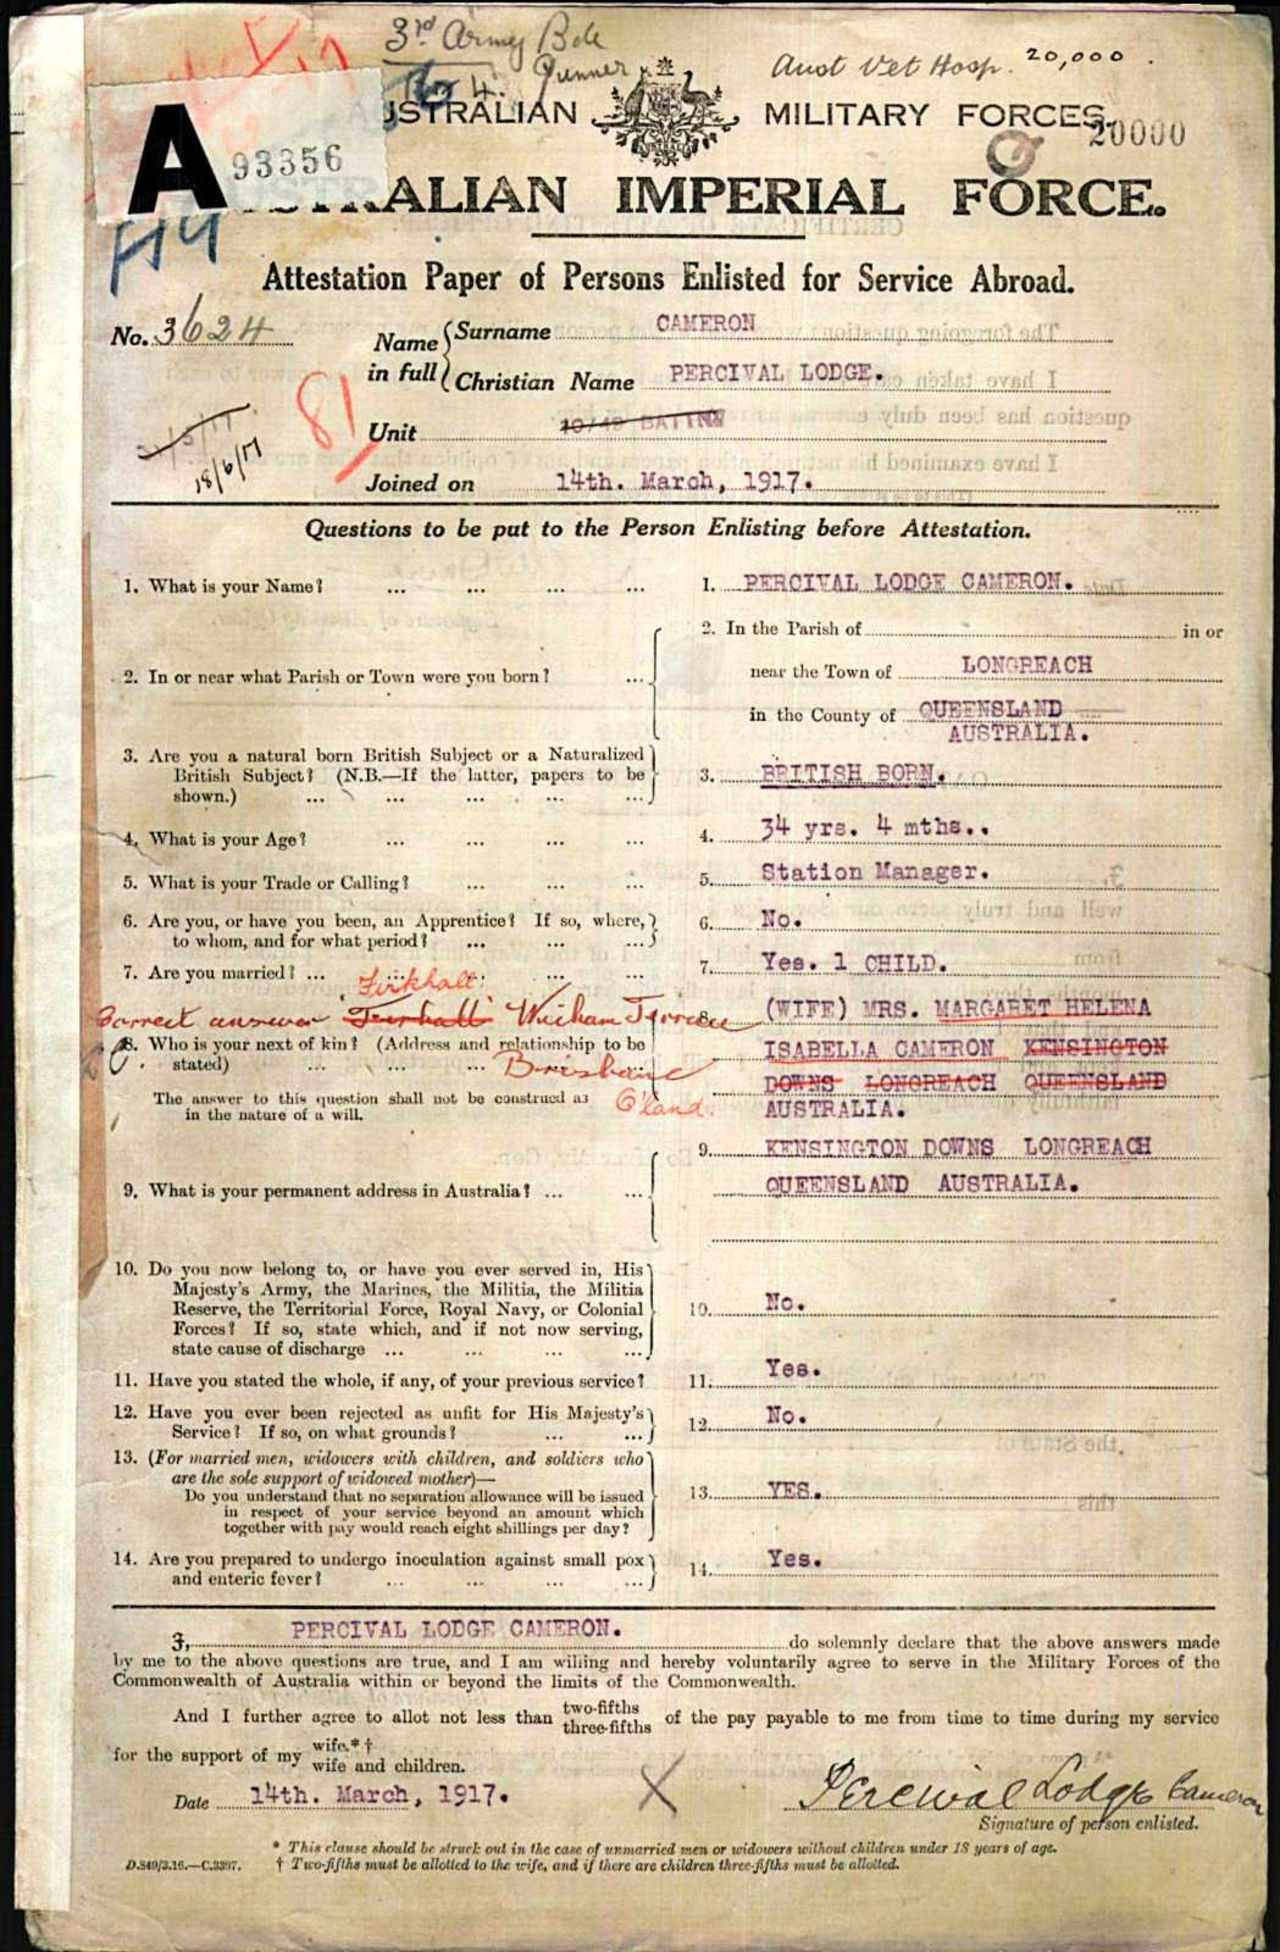 3rd Army Bde
Gunner
Aust Vet Hosp. 20,000.
AUSTRALIAN MILITARY FORCES.
20000
A 93356
AUSTRALIAN IMPERIAL FORCE.
Attestation Paper of Persons Enlisted for Service Abroad.
No. 3624
Name in full { Surname CAMERON
Christian Name PERCIVAL LODGE.
81
Unit BATTN
18/6/17
Joined on 14th. March, 1917.
Questions to be put to the Person Enlisting before Attestation.
1. What is your Name? ... ... ... ... 1. PERCIVAL LODGE CAMERON.
2. In or near what Parish or Town were you born? ... 2. In the Parish of in or
near the Town of LONGREACH
in the County of QUEENSLAND
AUSTRALIA.
3. Are you a natural born British Subject or a Naturalized
British Subject? (N.B.—If the latter, papers to be
shown.) ... ... ... ... ... 3. BRITISH BORN.
4. What is your Age? ... ... ... ... 4. 34 yrs. 4 mths..
5. What is your Trade or Calling? ... ... ... 5. Station Manager.
6. Are you, or have you been, an Apprentice? If so, where,
to whom, and for what period? ... ... ... 6. No.
7. Are you married? ... ... ... ... 7. Yes. 1 CHILD.
Kirkhall.
Correct answer Wicham Terrace
Brisbane
Q'land.
8. Who is your next of kin? (Address and relationship to be
stated) ... ... ...
The answer to this question shall not be construed as
in the nature of a will.
8. (WIFE) MRS. MARGARET HELENA
ISABELLA CAMERON KENSINGTON
DOWNS LONGREACH QUEENSLAND
AUSTRALIA.
9. What is your permanent address in Australia? ... ...
9. KENSINGTON DOWNS LONGREACH
QUEENSLAND AUSTRALIA.
10. Do you now belong to, or have you ever served in, His
Majesty's Army, the Marines, the Militia, the Militia
Reserve, the Territorial Force, Royal Navy, or Colonial
Forces? If so, state which, and if not now serving,
state cause of discharge ... ... ... ... 10. No.
11. Have you stated the whole, if any, of your previous service? 11. Yes.
12. Have you ever been rejected as unfit for His Majesty's
Service? If so, on what grounds? ... ... 12. No.
13. (For married men, widowers with children, and soldiers who
are the sole support of widowed mother)—
Do you understand that no separation allowance will be issued
in respect of your service beyond an amount which
together with pay would reach eight shillings per day? 13. YES.
14. Are you prepared to undergo inoculation against small pox
and enteric fever? ... ... ... ... 14. Yes.
I, PERCIVAL LODGE CAMERON. do solemnly declare that the above answers made
by me to the above questions are true, and I am willing and hereby voluntarily agree to serve in the Military Forces of the
Commonwealth of Australia within or beyond the limits of the Commonwealth.
And I further agree to allot not less than two-fifths three-fifths of the pay payable to me from time to time during my service
for the support of my wife.*† wife and children.
Date 14th. March, 1917. X Percival Lodge Cameron
Signature of person enlisted.
* This clause should be struck out in the case of unmarried men or widowers without children under 18 years of age.
D.549/3.16.—C.3397. † Two-fifths must be allotted to the wife, and if there are children three-fifths must be allotted.